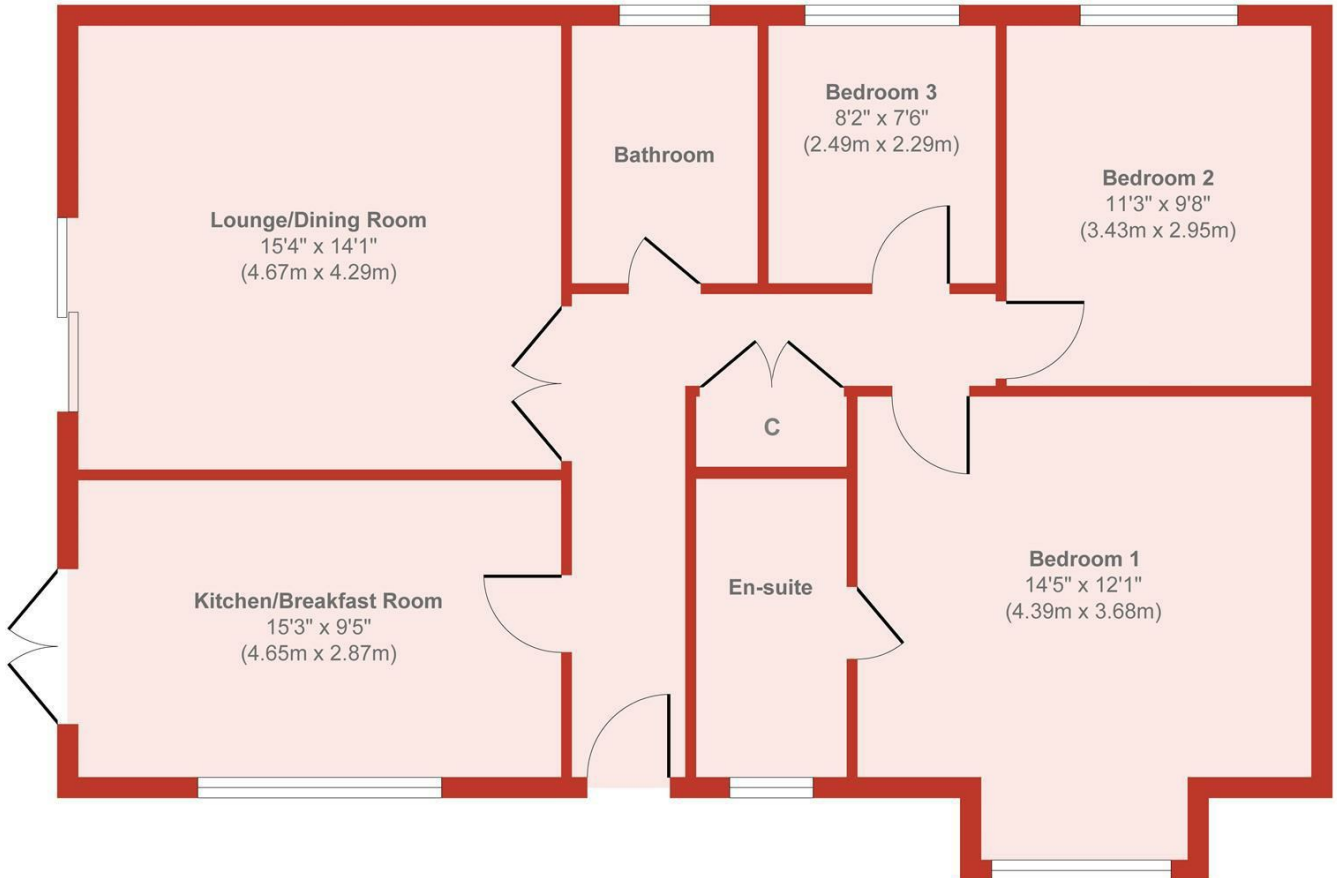 Bedroom 3
8'2" x 7'6"
(2.49m x 2.29m)
Bathroom
Bedroom 2
11'3" x 9'8"
(3.43m x 2.95m)
Lounge/Dining Room
15'4" x 14'1"
(4.67m x 4.29m)
C
Bedroom 1
14'5" x 12'1"
(4.39m x 3.68m)
En-suite
Kitchen/Breakfast Room
15'3" x 9'5"
(4.65m x 2.87m)